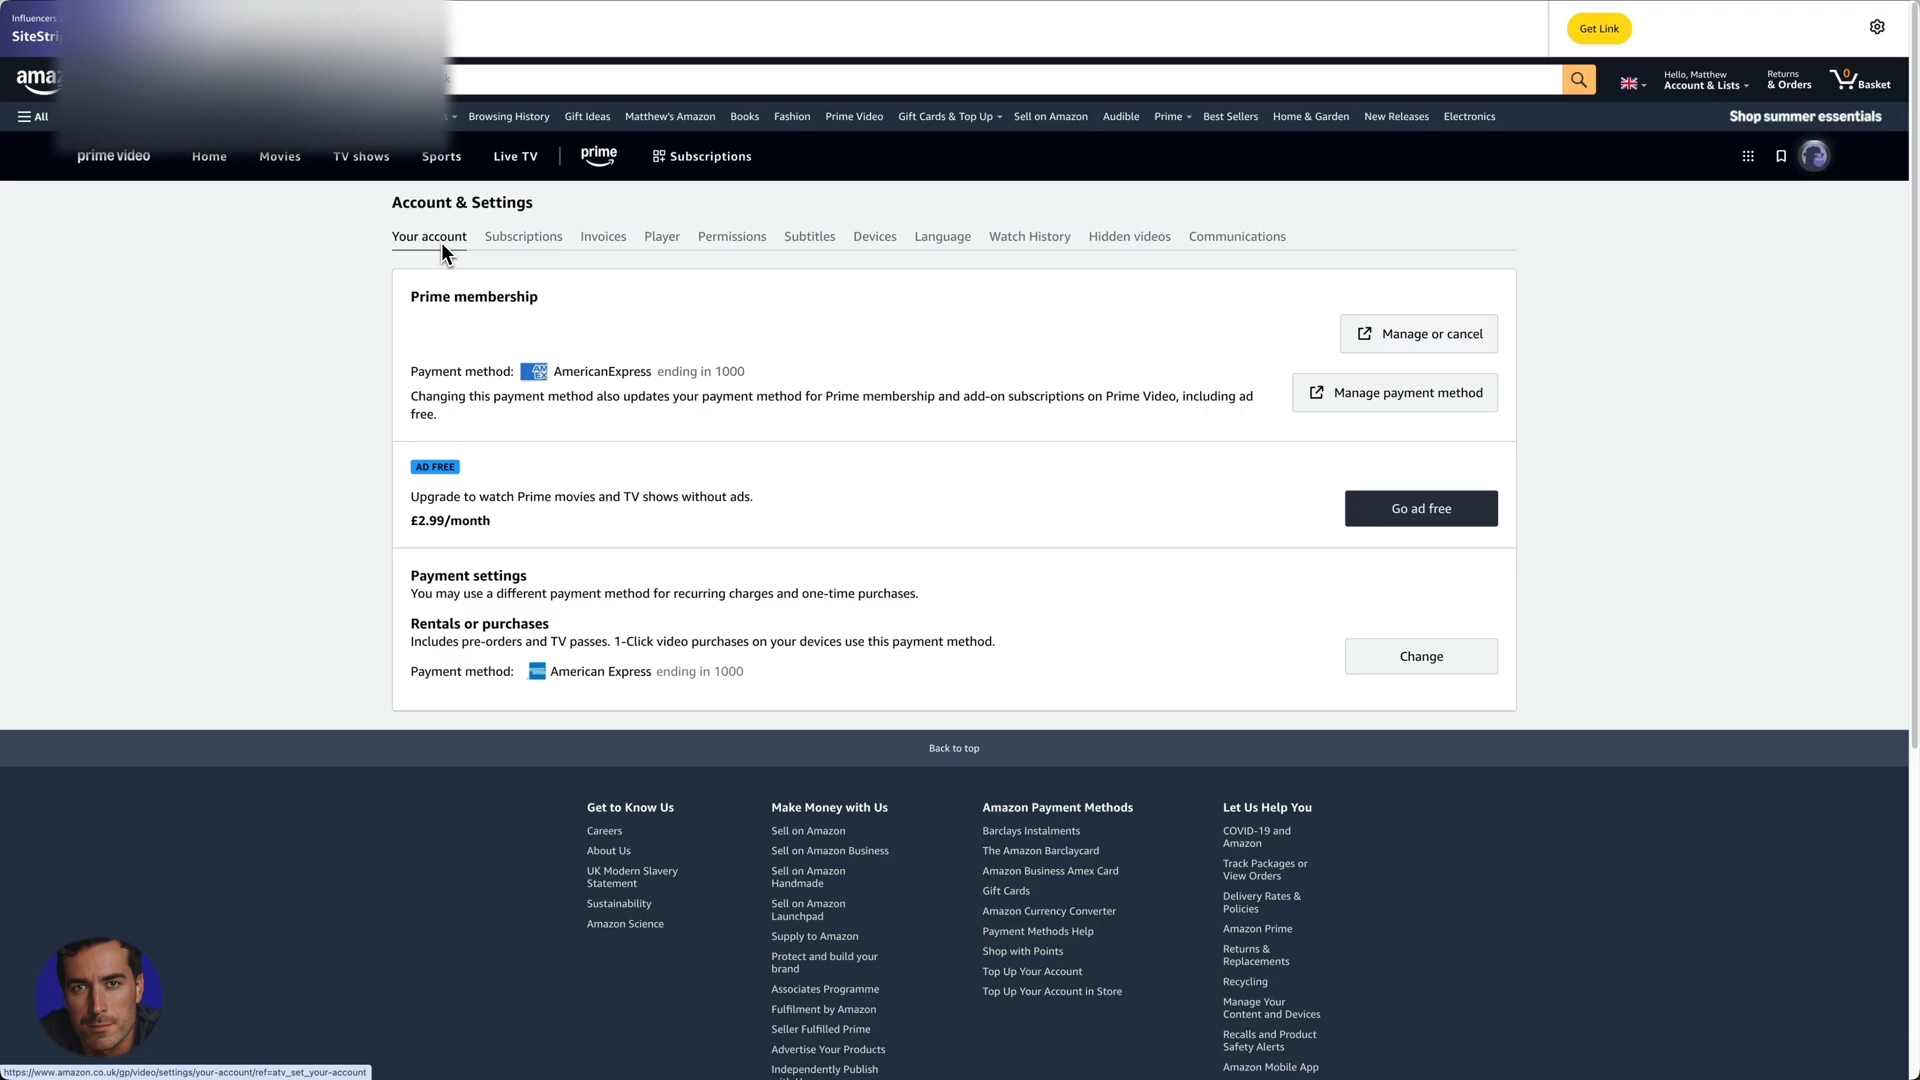 Influencers
SiteStri
Get Link
ama
Hello, Matthew
Account & Lists
Returns
& Orders
0
Basket
All
Browsing History
Gift Ideas
Matthew's Amazon
Books
Fashion
Prime Video
Gift Cards & Top Up
Sell on Amazon
Audible
Prime
Best Sellers
Home & Garden
New Releases
Electronics
Shop summer essentials
prime video
Home
Movies
TV shows
Sports
Live TV
prime
Subscriptions
Account & Settings
Your account
Subscriptions
Invoices
Player
Permissions
Subtitles
Devices
Language
Watch History
Hidden videos
Communications
Prime membership
Manage or cancel
Payment method: AmericanExpress ending in 1000
Manage payment method
Changing this payment method also updates your payment method for Prime membership and add-on subscriptions on Prime Video, including ad
free.
AD FREE
Upgrade to watch Prime movies and TV shows without ads.
£2.99/month
Go ad free
Payment settings
You may use a different payment method for recurring charges and one-time purchases.
Rentals or purchases
Includes pre-orders and TV passes. 1-Click video purchases on your devices use this payment method.
Payment method: American Express ending in 1000
Change
Back to top
Get to Know Us
Careers
About Us
UK Modern Slavery
Statement
Sustainability
Amazon Science
Make Money with Us
Sell on Amazon
Sell on Amazon Business
Sell on Amazon
Handmade
Sell on Amazon
Launchpad
Supply to Amazon
Protect and build your
brand
Associates Programme
Fulfilment by Amazon
Seller Fulfilled Prime
Advertise Your Products
Independently Publish
Amazon Payment Methods
Barclays Instalments
The Amazon Barclaycard
Amazon Business Amex Card
Gift Cards
Amazon Currency Converter
Payment Methods Help
Shop with Points
Top Up Your Account
Top Up Your Account in Store
Let Us Help You
COVID-19 and
Amazon
Track Packages or
View Orders
Delivery Rates &
Policies
Amazon Prime
Returns &
Replacements
Recycling
Manage Your
Content and Devices
Recalls and Product
Safety Alerts
Amazon Mobile App
https://www.amazon.co.uk/gp/video/settings/your-account/ref=atv_set_your-account